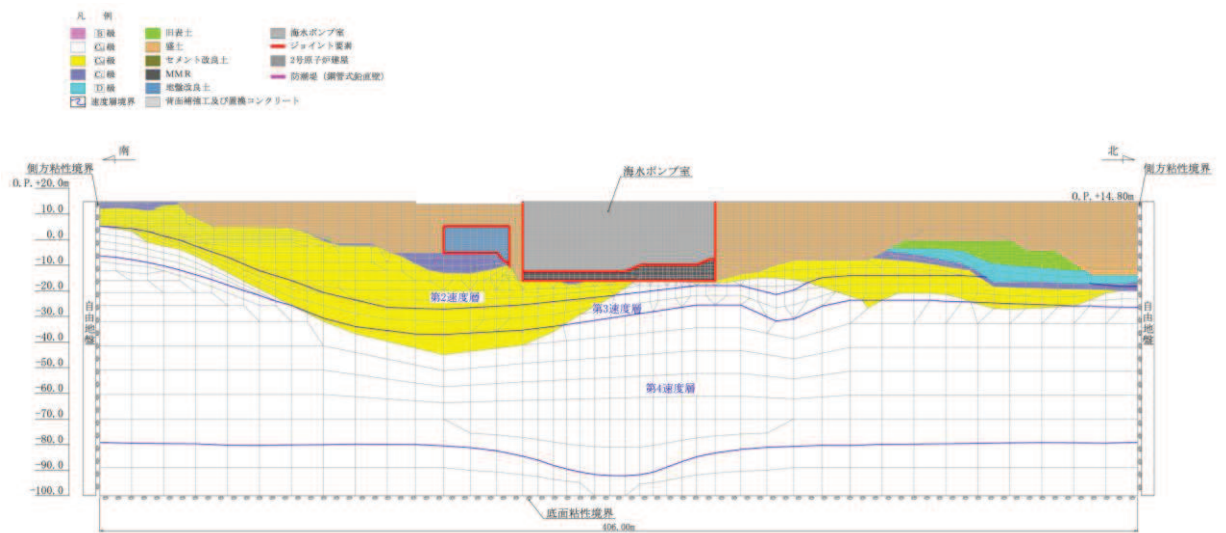 凡 例
B 級
CH 級
CM 級
CL 級
D 級
速度層境界
旧表土
盛土
セメント改良土
MMR
地盤改良土
背面補強工及び置換コンクリート
海水ポンプ室
ジョイント要素
2号原子炉建屋
防潮堤 (鋼管式鉛直壁)
南
北
側方粘性境界
海水ポンプ室
側方粘性境界
O.P.+20.0m
O.P.+14.80m
10.0
0.0
-10.0
-20.0
-30.0
-40.0
-50.0
-60.0
-70.0
-80.0
-90.0
-100.0
自由地盤
第2速度層
第3速度層
第4速度層
自由地盤
底面粘性境界
406.00m